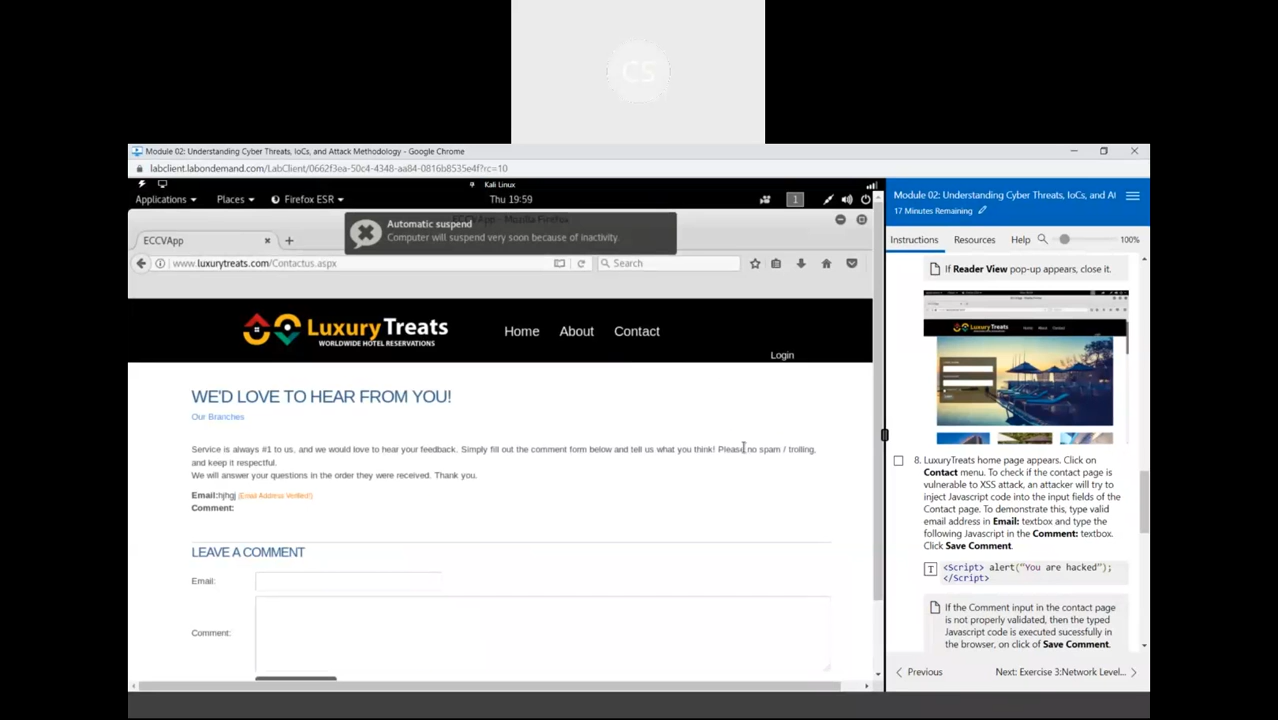 CS
Module 02: Understanding Cyber Threats, IoCs, and Attack Methodology - Google Chrome
labclient.labondemand.com/LabClient/0662f3ea-50c4-4348-aa84-0816b8535e4f?rc=10
Kali Linux
Applications Places Firefox ESR Thu 19:59 1
Automatic suspend
Computer will suspend very soon because of inactivity.
ECCVApp
www.luxurytreats.com/Contactus.aspx Search
LuxuryTreats
WORLDWIDE HOTEL RESERVATIONS
Home About Contact
Login
WE'D LOVE TO HEAR FROM YOU!
Our Branches
Service is always #1 to us, and we would love to hear your feedback. Simply fill out the comment form below and tell us what you think! Please no spam / trolling,
and keep it respectful.
We will answer your questions in the order they were received. Thank you.
Email:hjhgj (Email Address Verified!)
Comment:
LEAVE A COMMENT
Email:
Comment:
Module 02: Understanding Cyber Threats, IoCs, and At
17 Minutes Remaining
Instructions Resources Help 100%
If Reader View pop-up appears, close it.
8. LuxuryTreats home page appears. Click on
Contact menu. To check if the contact page is
vulnerable to XSS attack, an attacker will try to
inject Javascript code into the input fields of the
Contact page. To demonstrate this, type valid
email address in Email: textbox and type the
following Javascript in the Comment: textbox.
Click Save Comment.
T <Script> alert("You are hacked");
</Script>
If the Comment input in the contact page
is not properly validated, then the typed
Javascript code is executed sucessfully in
the browser, on click of Save Comment.
Previous Next: Exercise 3:Network Level...